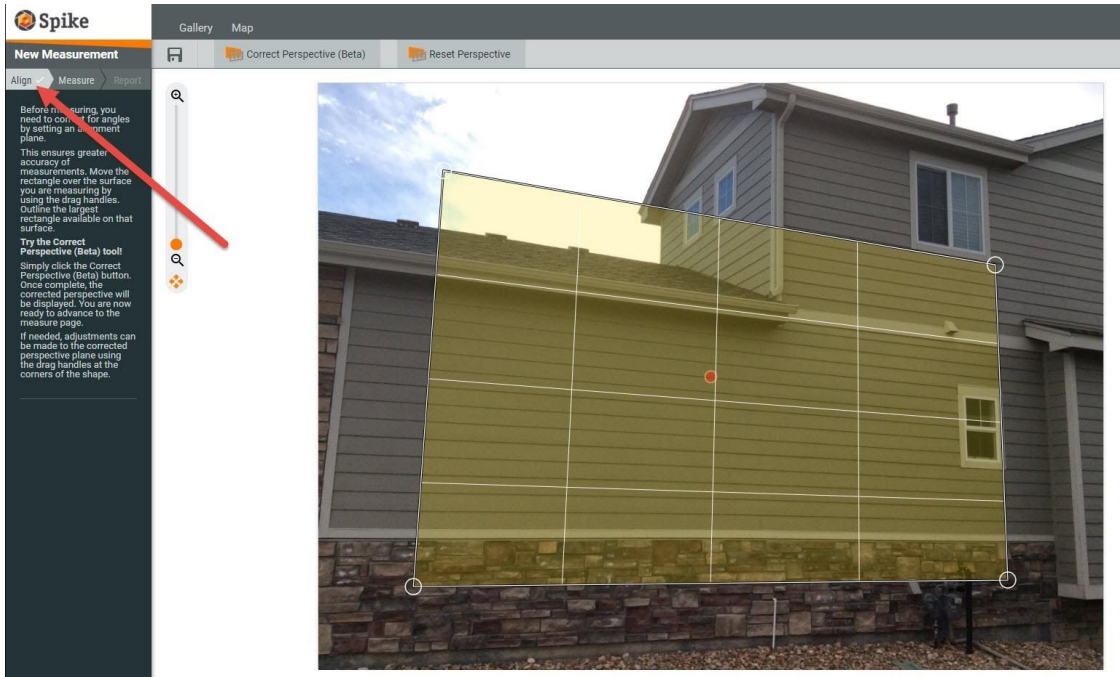 Spike
Gallery Map
New Measurement
Correct Perspective (Beta) Reset Perspective
Align Measure Report
Before measuring, you
need to correct for angles
by setting an alignment
plane.
This ensures greater
accuracy of
measurements. Move the
rectangle over the surface
you are measuring by
using the drag handles.
Outline the largest
rectangle available on that
surface.
Try the Correct
Perspective (Beta) tool!
Simply click the Correct
Perspective (Beta) button.
Once complete, the
corrected perspective will
be displayed. You are now
ready to advance to the
measure page.
If needed, adjustments can
be made to the corrected
perspective plane using
the drag handles at the
corners of the shape.